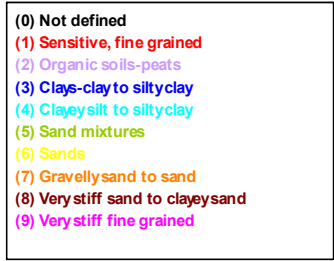 (0) Not defined
(1) Sensitive, fine grained
(2) Organic soils-peats
(3) Clays-clay to silty clay
(4) Clayey silt to silty clay
(5) Sand mixtures
(6) Sands
(7) Gravelly sand to sand
(8) Very stiff sand to clayey sand
(9) Very stiff fine grained